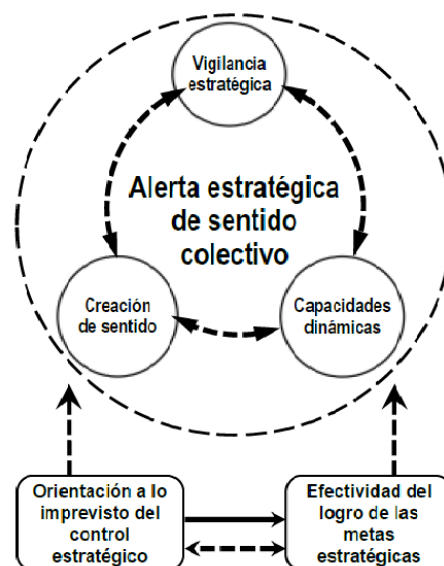 Vigilancia
estratégica
Alerta estratégica
de sentido
colectivo
Creación
de sentido
Capacidades
dinámicas
Orientación a lo
imprevisto del
control
estratégico
Efectividad del
logro de las
metas
estratégicas